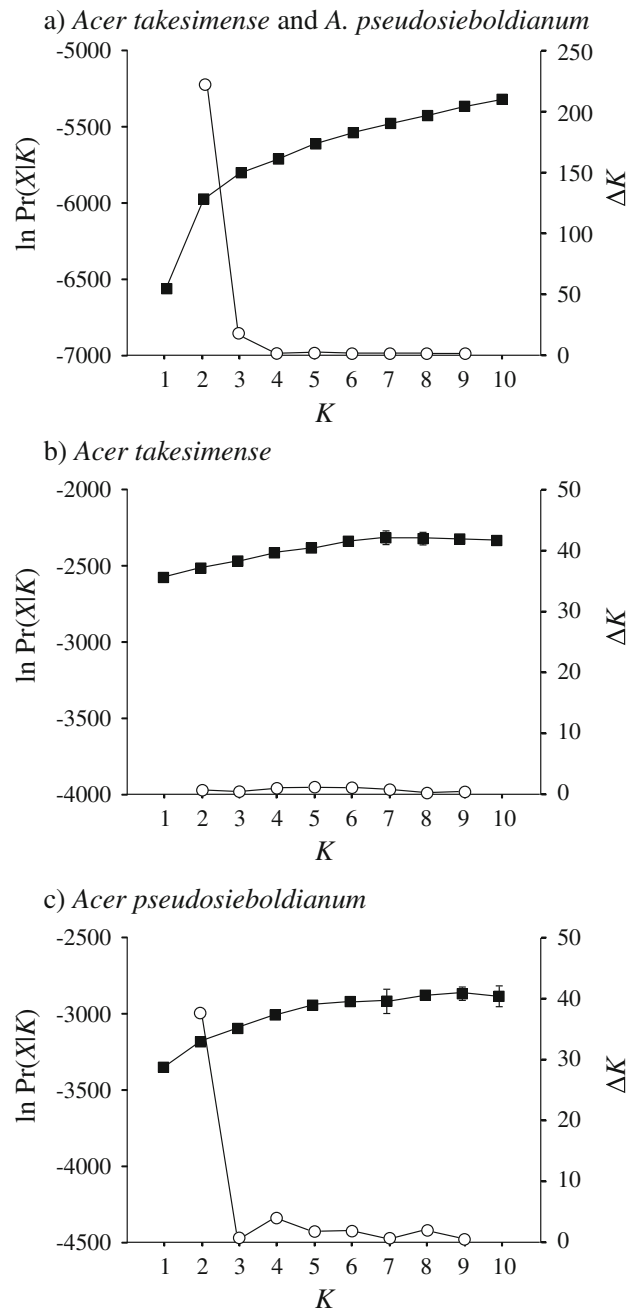 a) Acer takesimense and A. pseudosieboldianum
-5000
-5500
-6000
-6500
-7000
ln Pr(X|K)
250
200
150
100
50
0
ΔK
1 2 3 4 5 6 7 8 9 10
K
b) Acer takesimense
-2000
-2500
-3000
-3500
-4000
ln Pr(X|K)
50
40
30
20
10
0
ΔK
1 2 3 4 5 6 7 8 9 10
K
c) Acer pseudosieboldianum
-2500
-3000
-3500
-4000
-4500
ln Pr(X|K)
50
40
30
20
10
0
ΔK
1 2 3 4 5 6 7 8 9 10
K